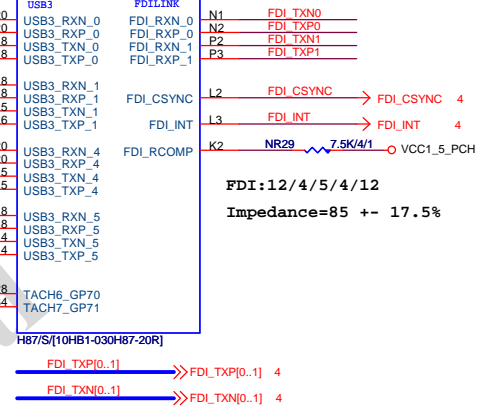 USB3 FDILINK
USB3_RXN_0 FDI_RXN_0 N1 FDI_TXN0
USB3_RXP_0 FDI_RXP_0 N2 FDI_TXP0
USB3_TXN_0 FDI_RXN_1 P2 FDI_TXN1
USB3_TXP_0 FDI_RXP_1 P3 FDI_TXP1
USB3_RXN_1
USB3_RXP_1 FDI_CSYNC L2 FDI_CSYNC FDI_CSYNC 4
USB3_TXN_1
USB3_TXP_1 FDI_INT L3 FDI_INT FDI_INT 4
USB3_RXN_4 FDI_RCOMP K2 NR29 7.5K/4/1 VCC1_5_PCH
USB3_RXP_4
USB3_TXN_4
USB3_TXP_4
FDI:12/4/5/4/12
Impedance=85 +- 17.5%
USB3_RXN_5
USB3_RXP_5
USB3_TXN_5
USB3_TXP_5
TACH6_GP70
TACH7_GP71
H87/S/[10HB1-030H87-20R]
FDI_TXP[0..1] FDI_TXP[0..1] 4
FDI_TXN[0..1] FDI_TXN[0..1] 4